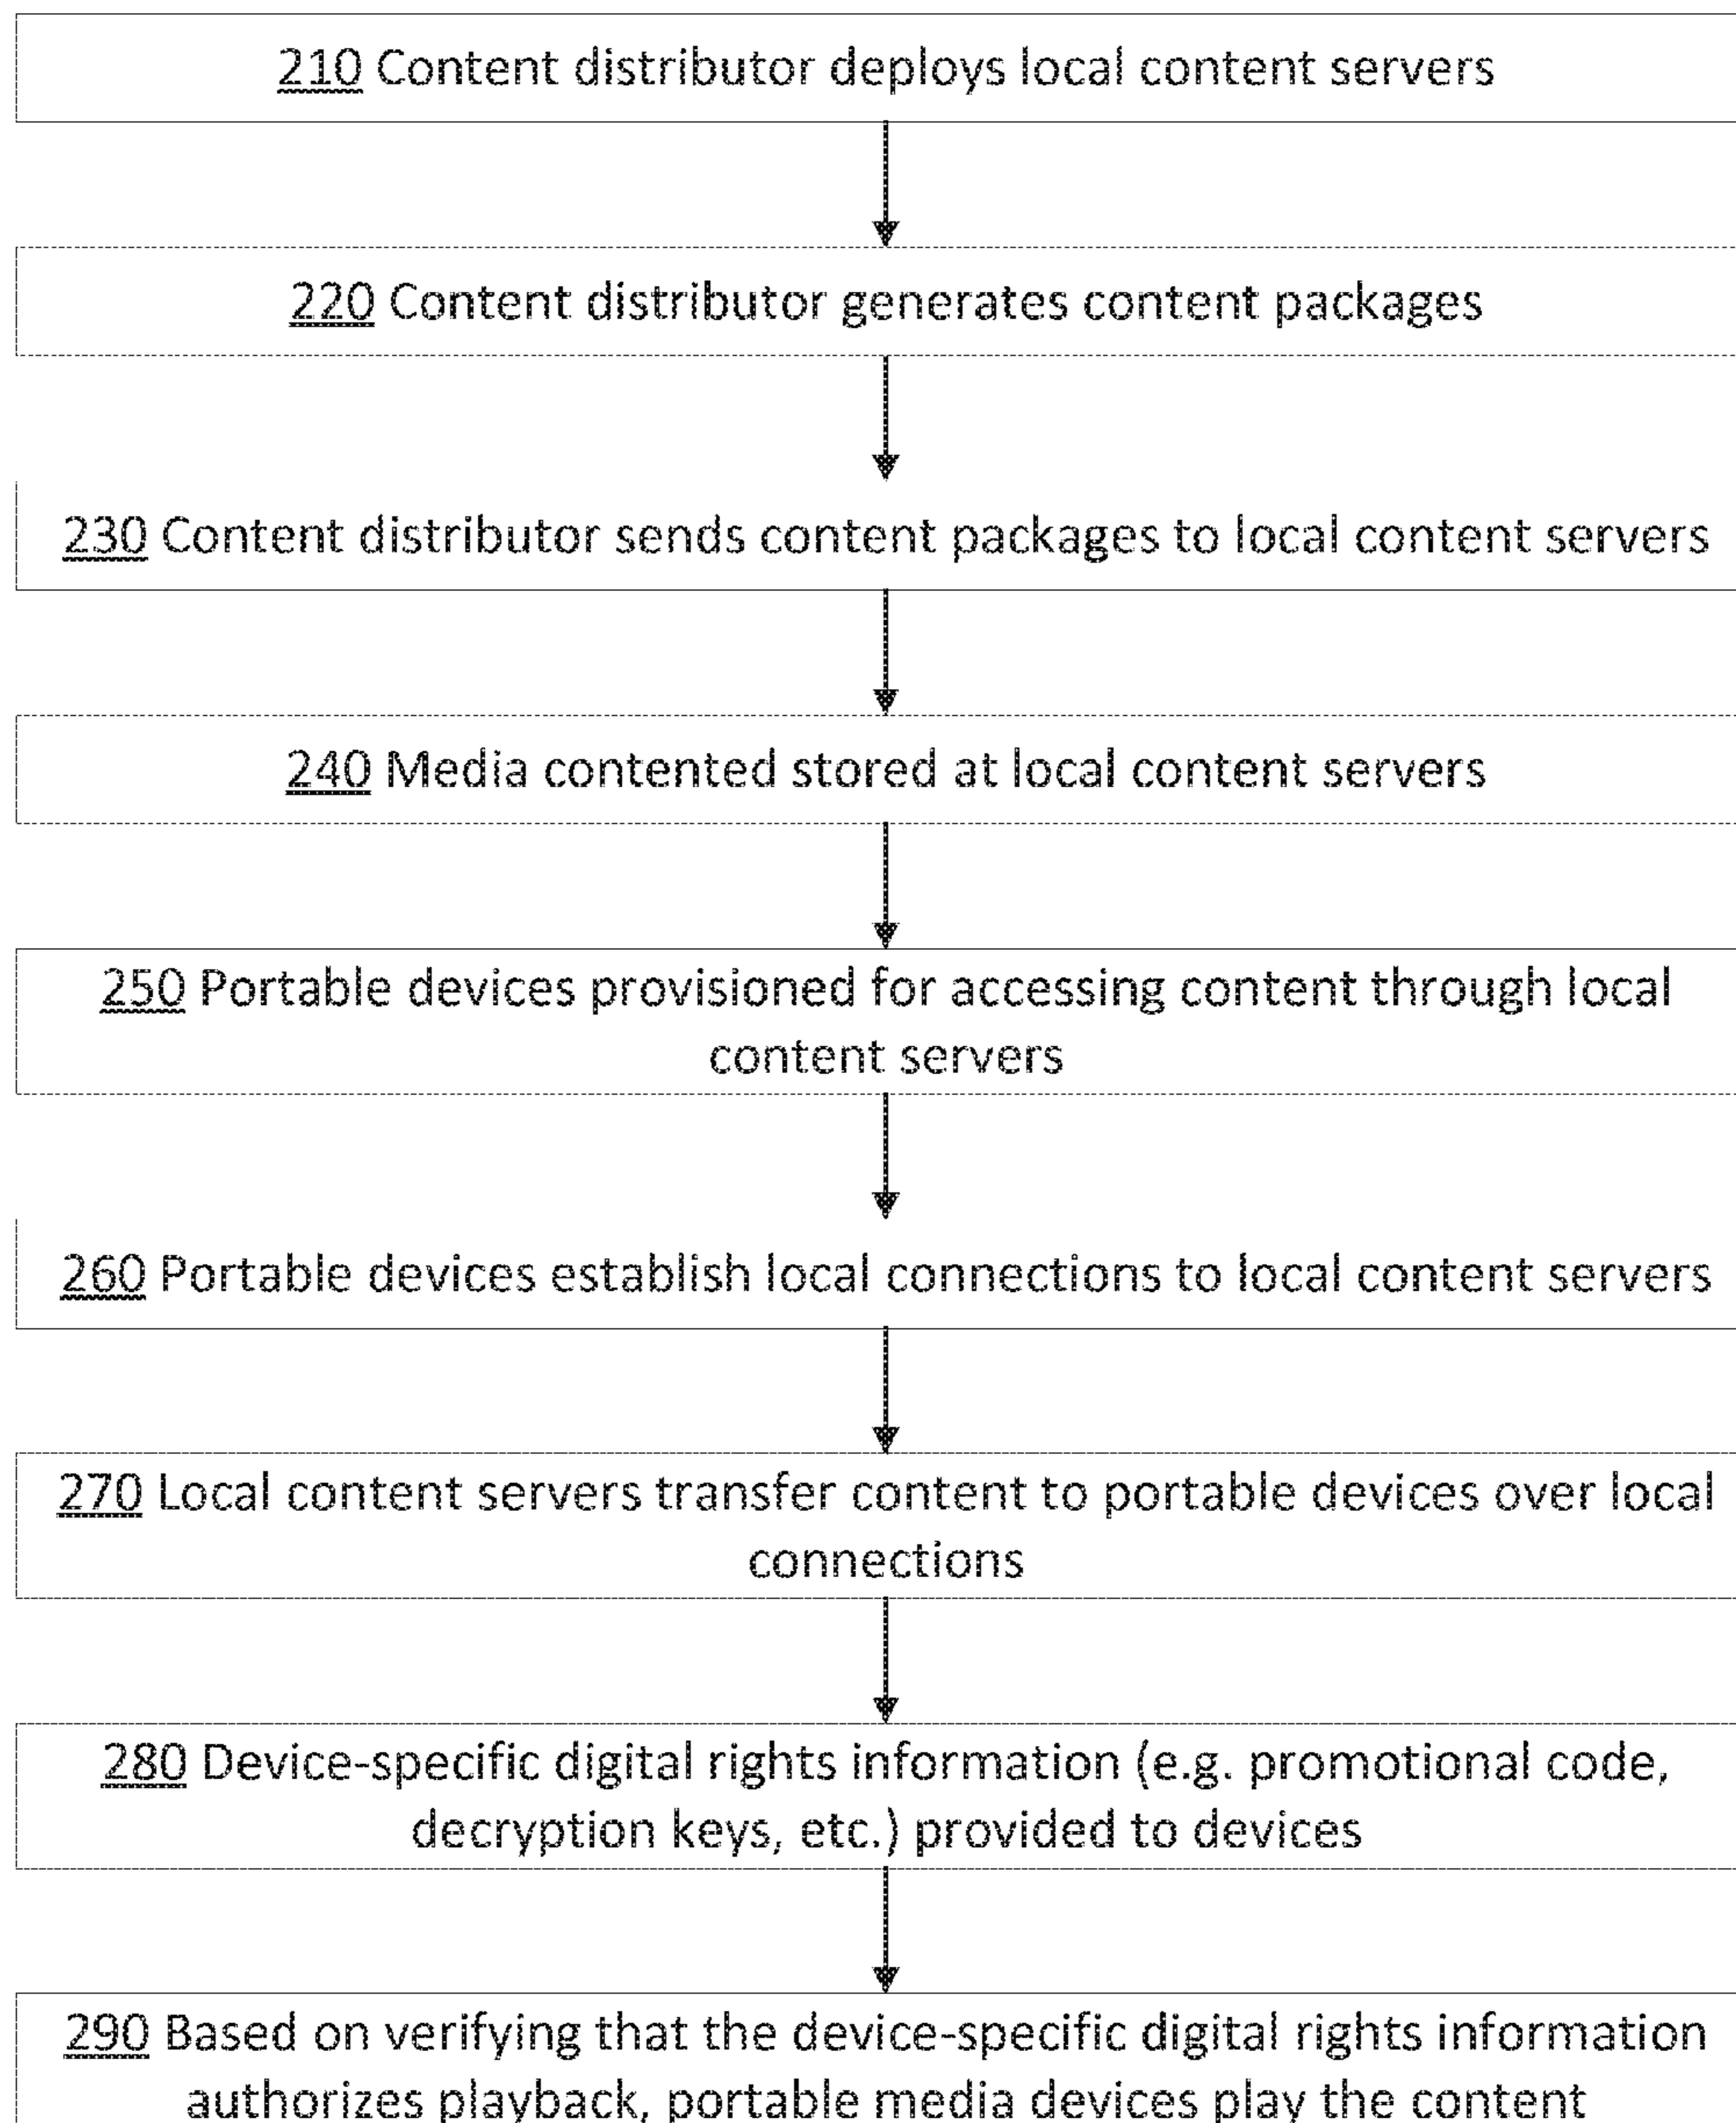 210 Content distributor deploys local content servers
220 Content distributor generates content packages
230 Content distributor sends content packages to local content servers
240 Media contented stored at local content servers
250 Portable devices provisioned for accessing content through local
content servers
260 Portable devices establish local connections to local content servers
270 Local content servers transfer content to portable devices over local
connections
280 Device-specific digital rights information (e.g. promotional code,
decryption keys, etc.) provided to devices
290 Based on verifying that the device-specific digital rights information
authorizes playback, portable media devices play the content